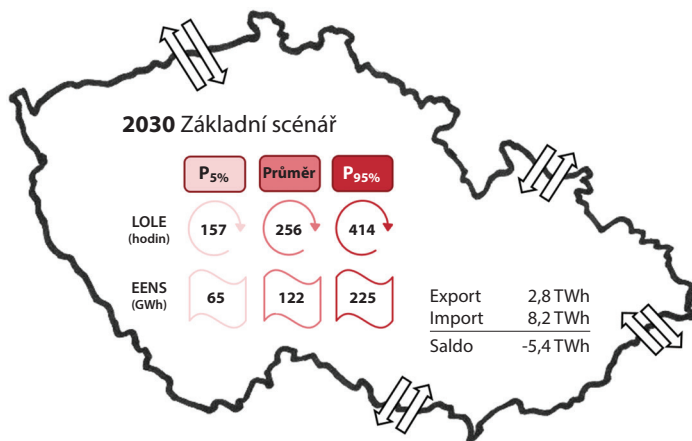 2030 Základní scénář
P5% Průměr P95%
LOLE
(hodin)
157 256 414
EENS
(GWh)
65 122 225
Export 2,8 TWh
Import 8,2 TWh
Saldo -5,4 TWh